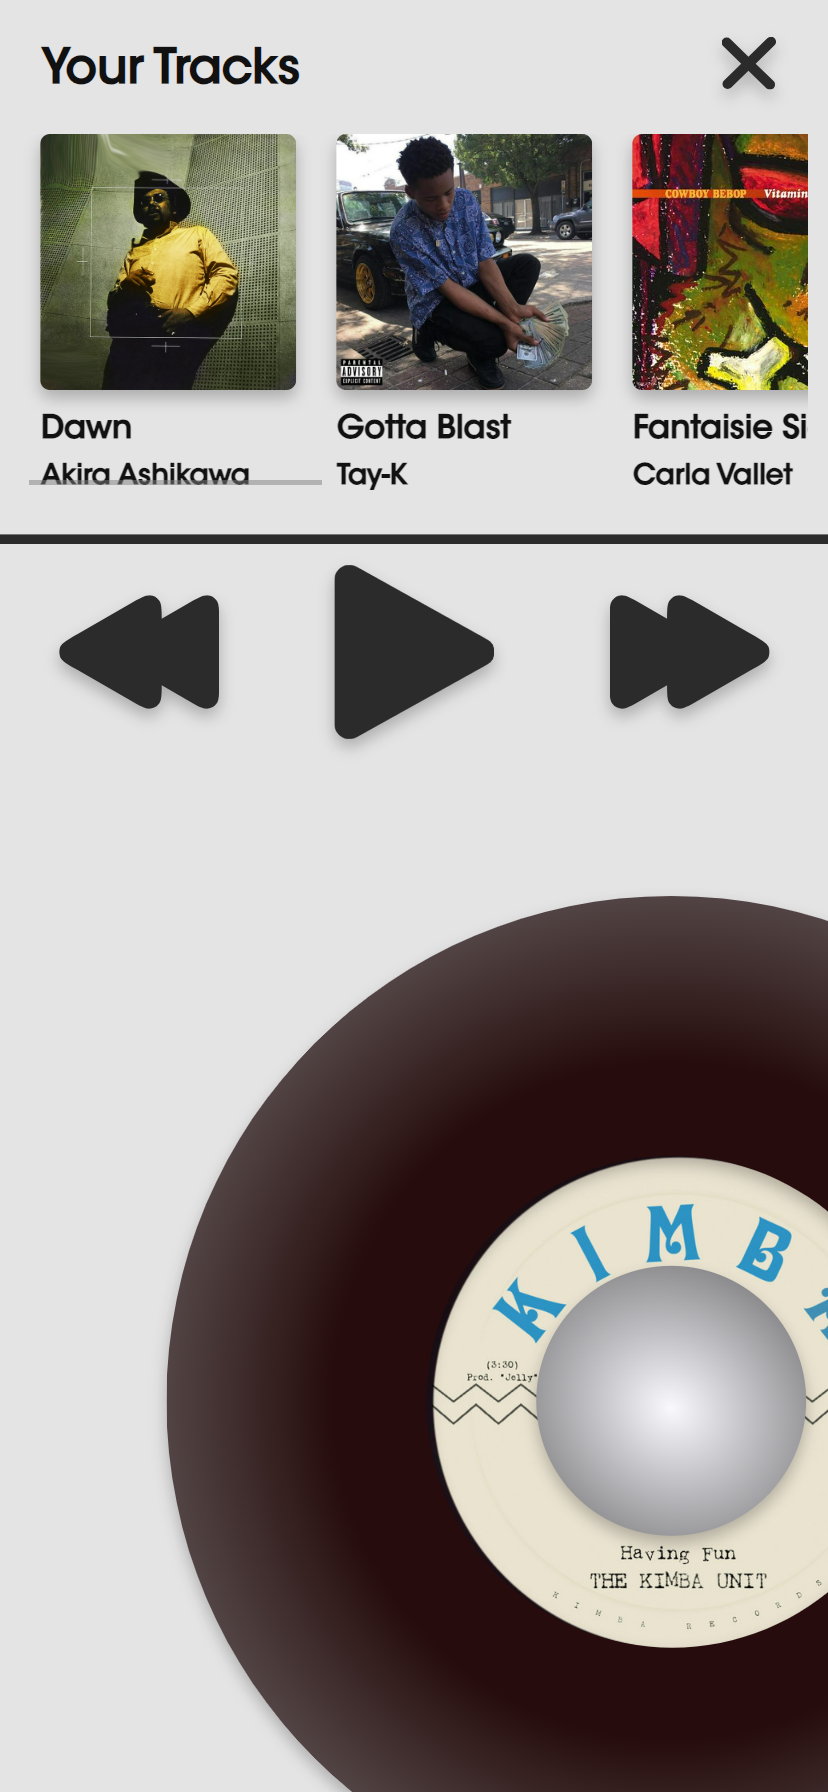 Your Tracks
PARENTAL
ADVISORY
EXPLICIT CONTENT
COWBOY BEBOP Vitamin
Dawn
Gotta Blast
Fantaisie Si
Akira Ashikawa
Tay-K
Carla Vallet
KIMBA
(3:30)
Prod. "Jelly"
Having Fun
THE KIMBA UNIT
KIMBA RECORDS